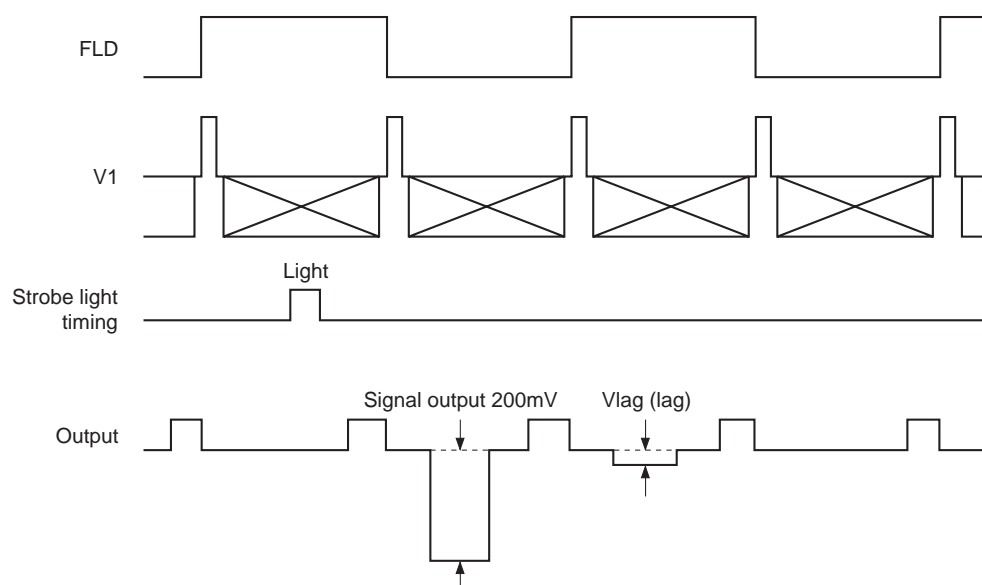 FLD
V1
Light
Strobe light
timing
Signal output 200mV
Vlag (lag)
Output